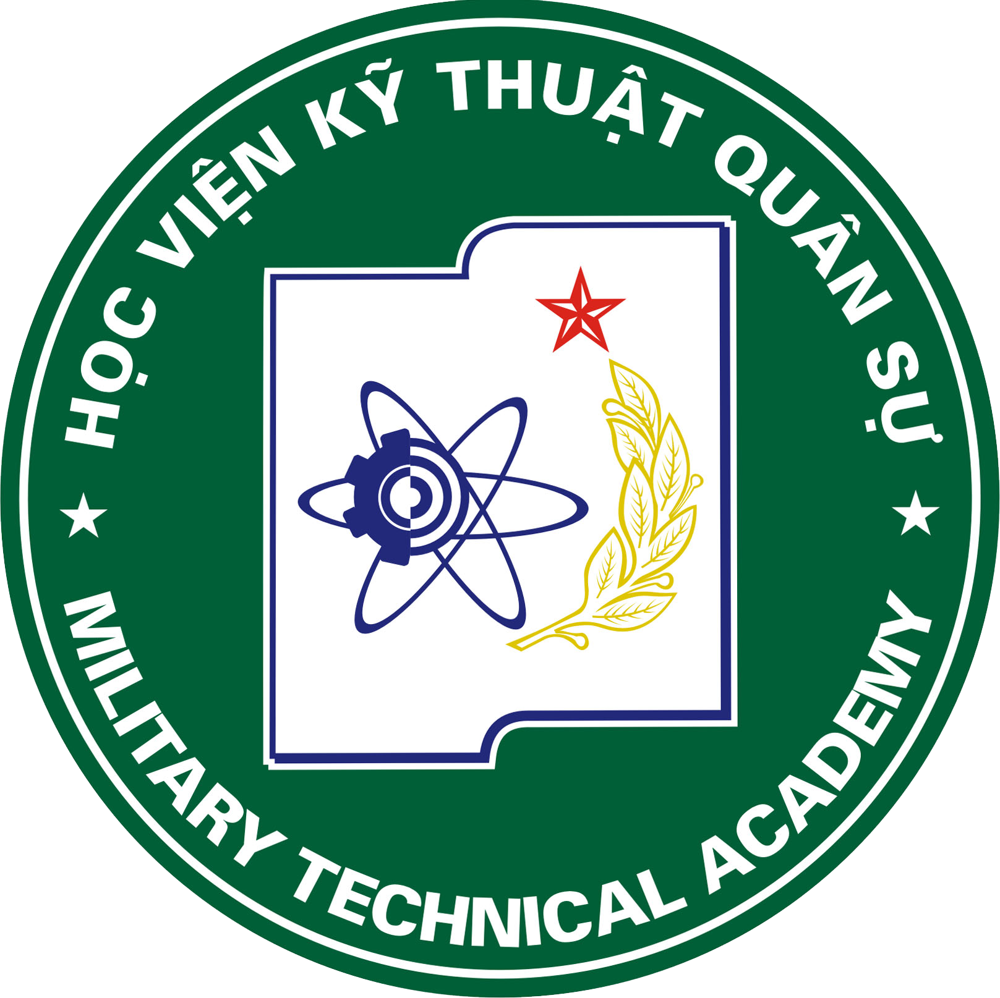 HỌC VIỆN KỸ THUẬT QUÂN SỰ
MILITARY TECHNICAL ACADEMY